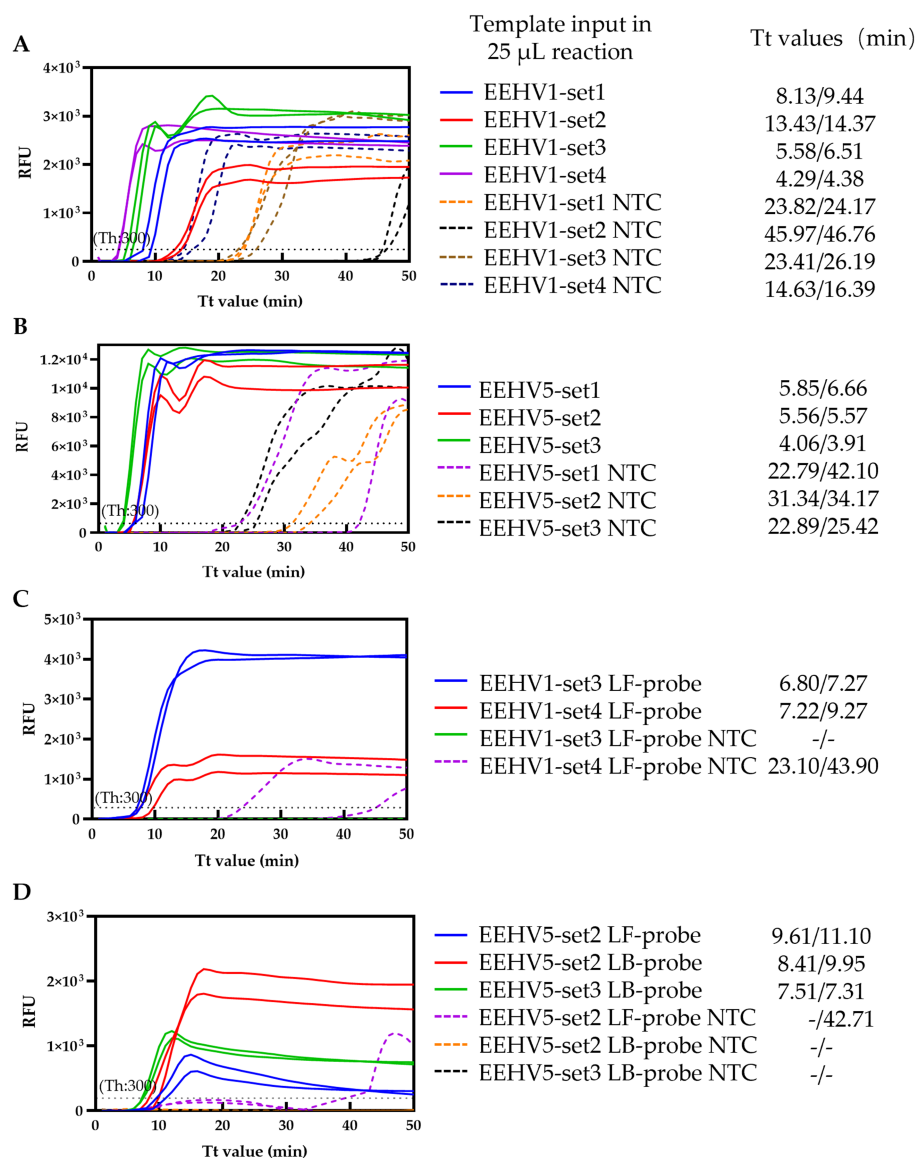 Template input in
25 µL reaction
Tt values (min)
A
4×10³
3×10³
2×10³
1×10³
0
RFU
(Th:300)
0 10 20 30 40 50
Tt value (min)
EEHV1-set1 8.13/9.44
EEHV1-set2 13.43/14.37
EEHV1-set3 5.58/6.51
EEHV1-set4 4.29/4.38
EEHV1-set1 NTC 23.82/24.17
EEHV1-set2 NTC 45.97/46.76
EEHV1-set3 NTC 23.41/26.19
EEHV1-set4 NTC 14.63/16.39
B
1.2×10⁴
1×10⁴
8×10³
6×10³
4×10³
2×10³
0
RFU
(Th:300)
0 10 20 30 40 50
Tt value (min)
EEHV5-set1 5.85/6.66
EEHV5-set2 5.56/5.57
EEHV5-set3 4.06/3.91
EEHV5-set1 NTC 22.79/42.10
EEHV5-set2 NTC 31.34/34.17
EEHV5-set3 NTC 22.89/25.42
C
5×10³
4×10³
3×10³
2×10³
1×10³
0
RFU
(Th:300)
0 10 20 30 40 50
Tt value (min)
EEHV1-set3 LF-probe 6.80/7.27
EEHV1-set4 LF-probe 7.22/9.27
EEHV1-set3 LF-probe NTC -/-
EEHV1-set4 LF-probe NTC 23.10/43.90
D
3×10³
2×10³
1×10³
0
RFU
(Th:300)
0 10 20 30 40 50
Tt value (min)
EEHV5-set2 LF-probe 9.61/11.10
EEHV5-set2 LB-probe 8.41/9.95
EEHV5-set3 LB-probe 7.51/7.31
EEHV5-set2 LF-probe NTC -/42.71
EEHV5-set2 LB-probe NTC -/-
EEHV5-set3 LB-probe NTC -/-